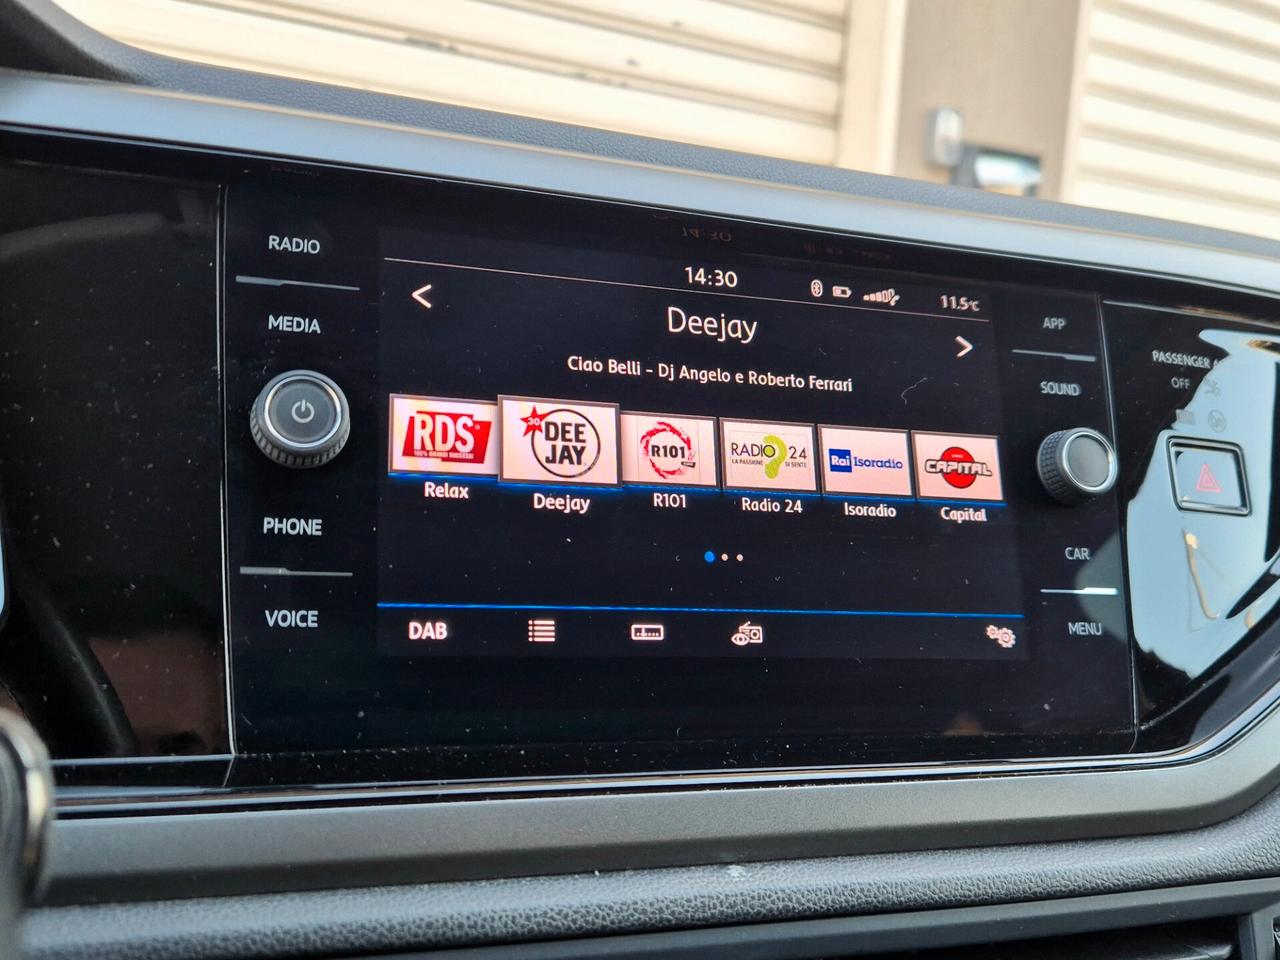 RADIO
MEDIA
PHONE
VOICE
14:30
11.5°C
<
Deejay
>
Ciao Belli - Dj Angelo e Roberto Ferrari
RDS
100% GRANDI SUCCESSI
30
DEE
JAY
R101
RADIO 24
LA PASSIONE SI SENTE
Rai Isoradio
CAPITAL
Relax
Deejay
R101
Radio 24
Isoradio
Capital
DAB
APP
SOUND
CAR
MENU
PASSENGER
OFF